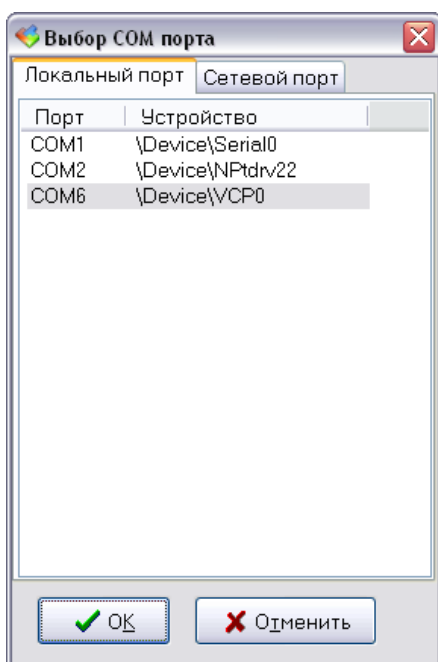 Выбор COM порта
Локальный порт Сетевой порт
Порт Устройство
COM1 \Device\Serial0
COM2 \Device\NPtdrv22
COM6 \Device\VCP0
OK Отменить